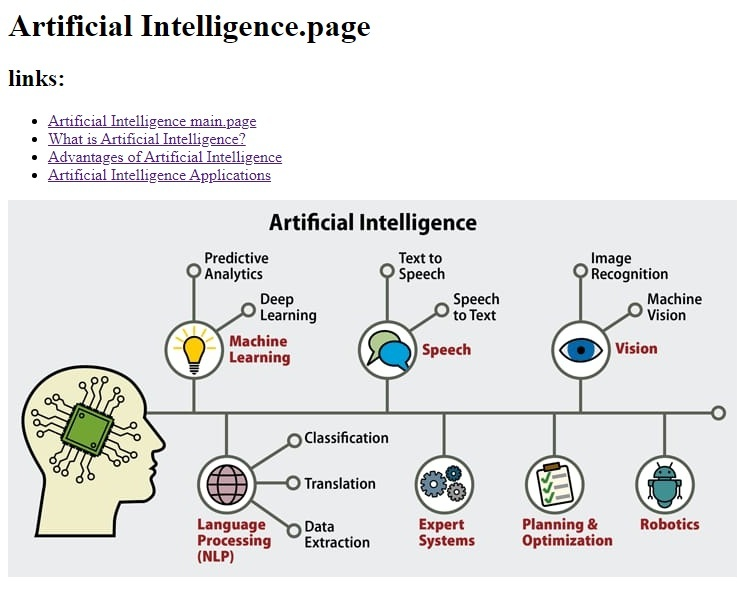 Artificial Intelligence.page
links:
Artificial Intelligence main page
What is Artificial Intelligence?
Advantages of Artificial Intelligence
Artificial Intelligence Applications
Artificial Intelligence
Predictive
Analytics
Deep
Learning
Machine
Learning
Text to
Speech
Speech
to Text
Speech
Image
Recognition
Machine
Vision
Vision
Classification
Translation
Data
Extraction
Language
Processing
(NLP)
Expert
Systems
Planning &
Optimization
Robotics